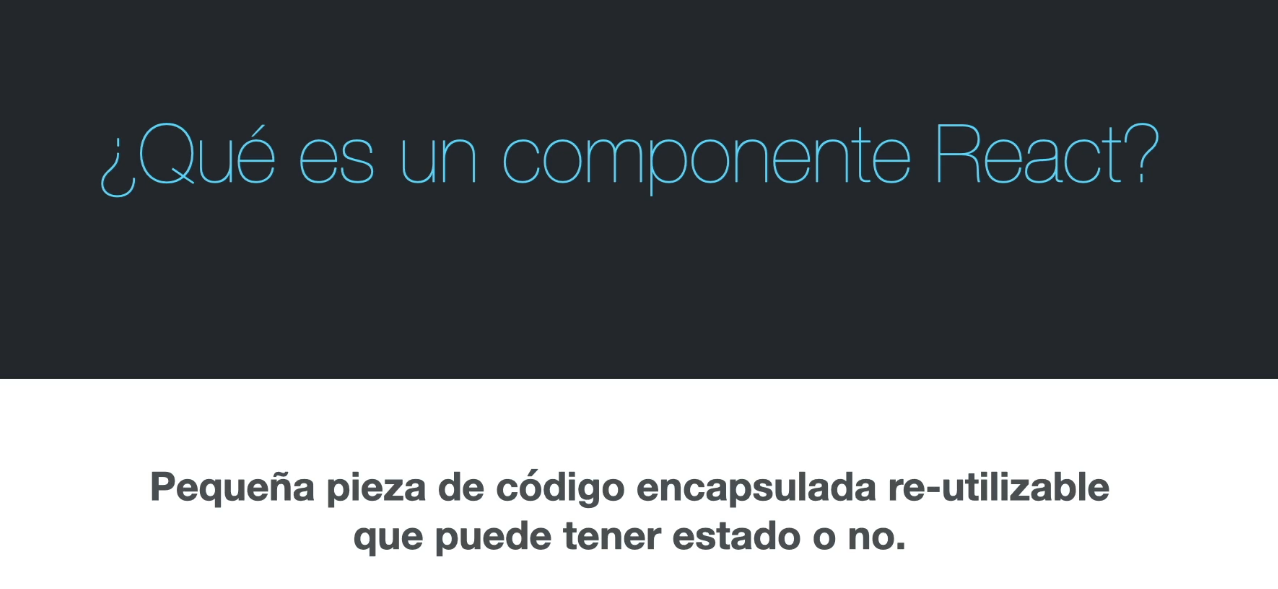 ¿Qué es un componente React?
Pequeña pieza de código encapsulada re-utilizable
que puede tener estado o no.